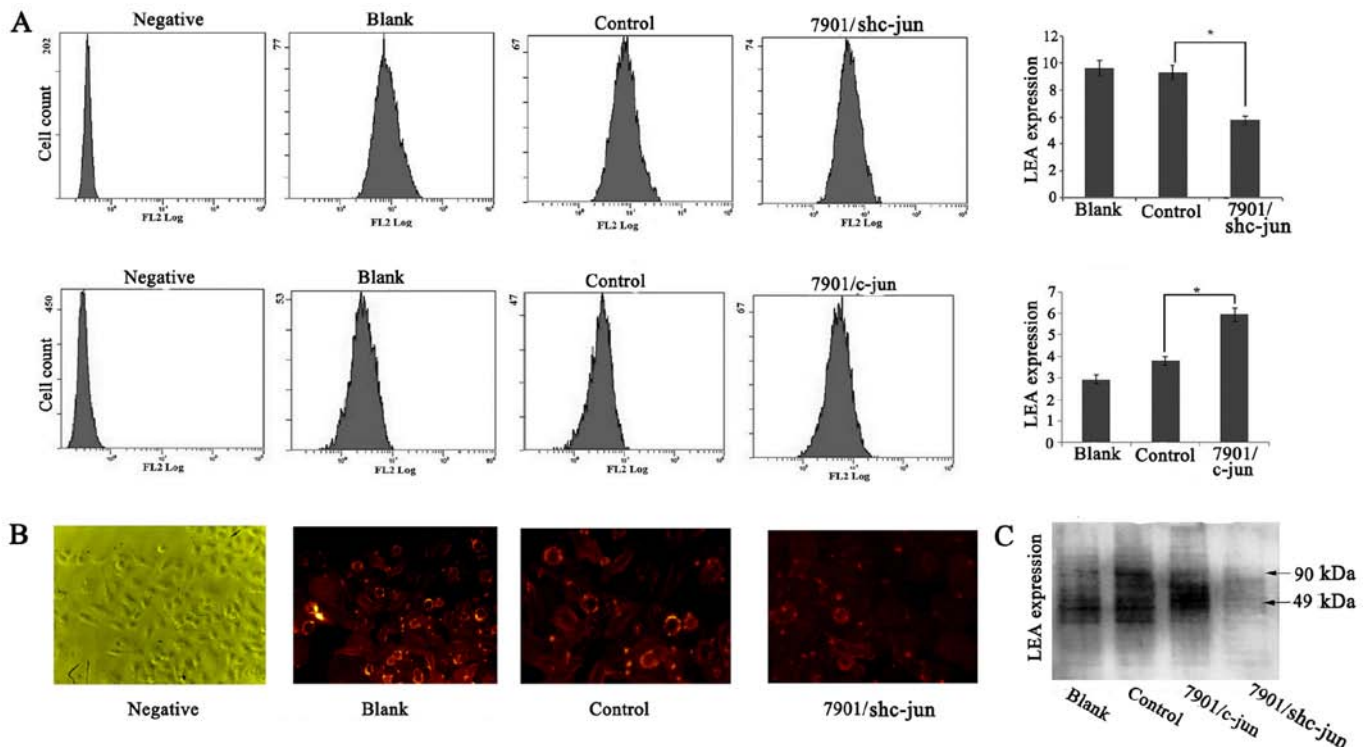 A
Negative
Blank
Control
7901/shc-jun
Cell count
202
77
67
74
FL2 Log
FL2 Log
FL2 Log
FL2 Log
LEA expression
12
10
8
6
4
2
0
*
Blank
Control
7901/
shc-jun
Negative
Blank
Control
7901/c-jun
Cell count
450
53
47
67
FL2 Log
FL2 Log
FL2 Log
FL2 Log
LEA expression
7
6
5
4
3
2
1
0
*
Blank
Control
7901/
c-jun
B
Negative
Blank
Control
7901/shc-jun
C
LEA expression
90 kDa
49 kDa
Blank
Control
7901/c-jun
7901/shc-jun